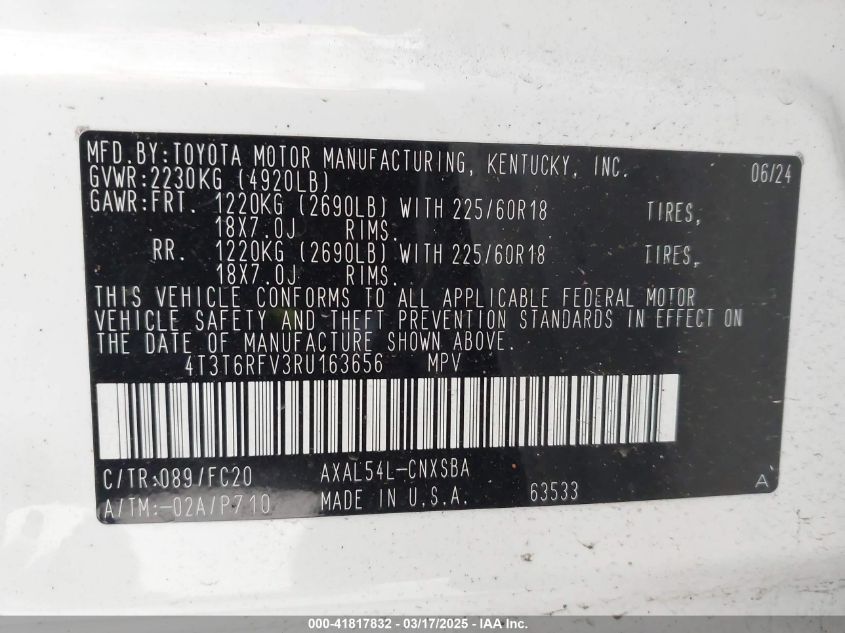 MFD.BY:TOYOTA MOTOR MANUFACTURING, KENTUCKY, INC. 06/24
GVWR:2230KG (4920LB)
GAWR:FRT. 1220KG (2690LB) WITH 225/60R18 TIRES,
18X7.0J RIMS.
RR. 1220KG (2690LB) WITH 225/60R18 TIRES,
18X7.0J RIMS.
THIS VEHICLE CONFORMS TO ALL APPLICABLE FEDERAL MOTOR
VEHICLE SAFETY AND THEFT PREVENTION STANDARDS IN EFFECT ON
THE DATE OF MANUFACTURE SHOWN ABOVE.
4T3T6RFV3RU163656 MPV
C/TR:089/FC20 AXAL54L-CNXSBA A
A/TM:-02A/P710 MADE IN U.S.A. 63533
000-41817832 - 03/17/2025 - IAA Inc.